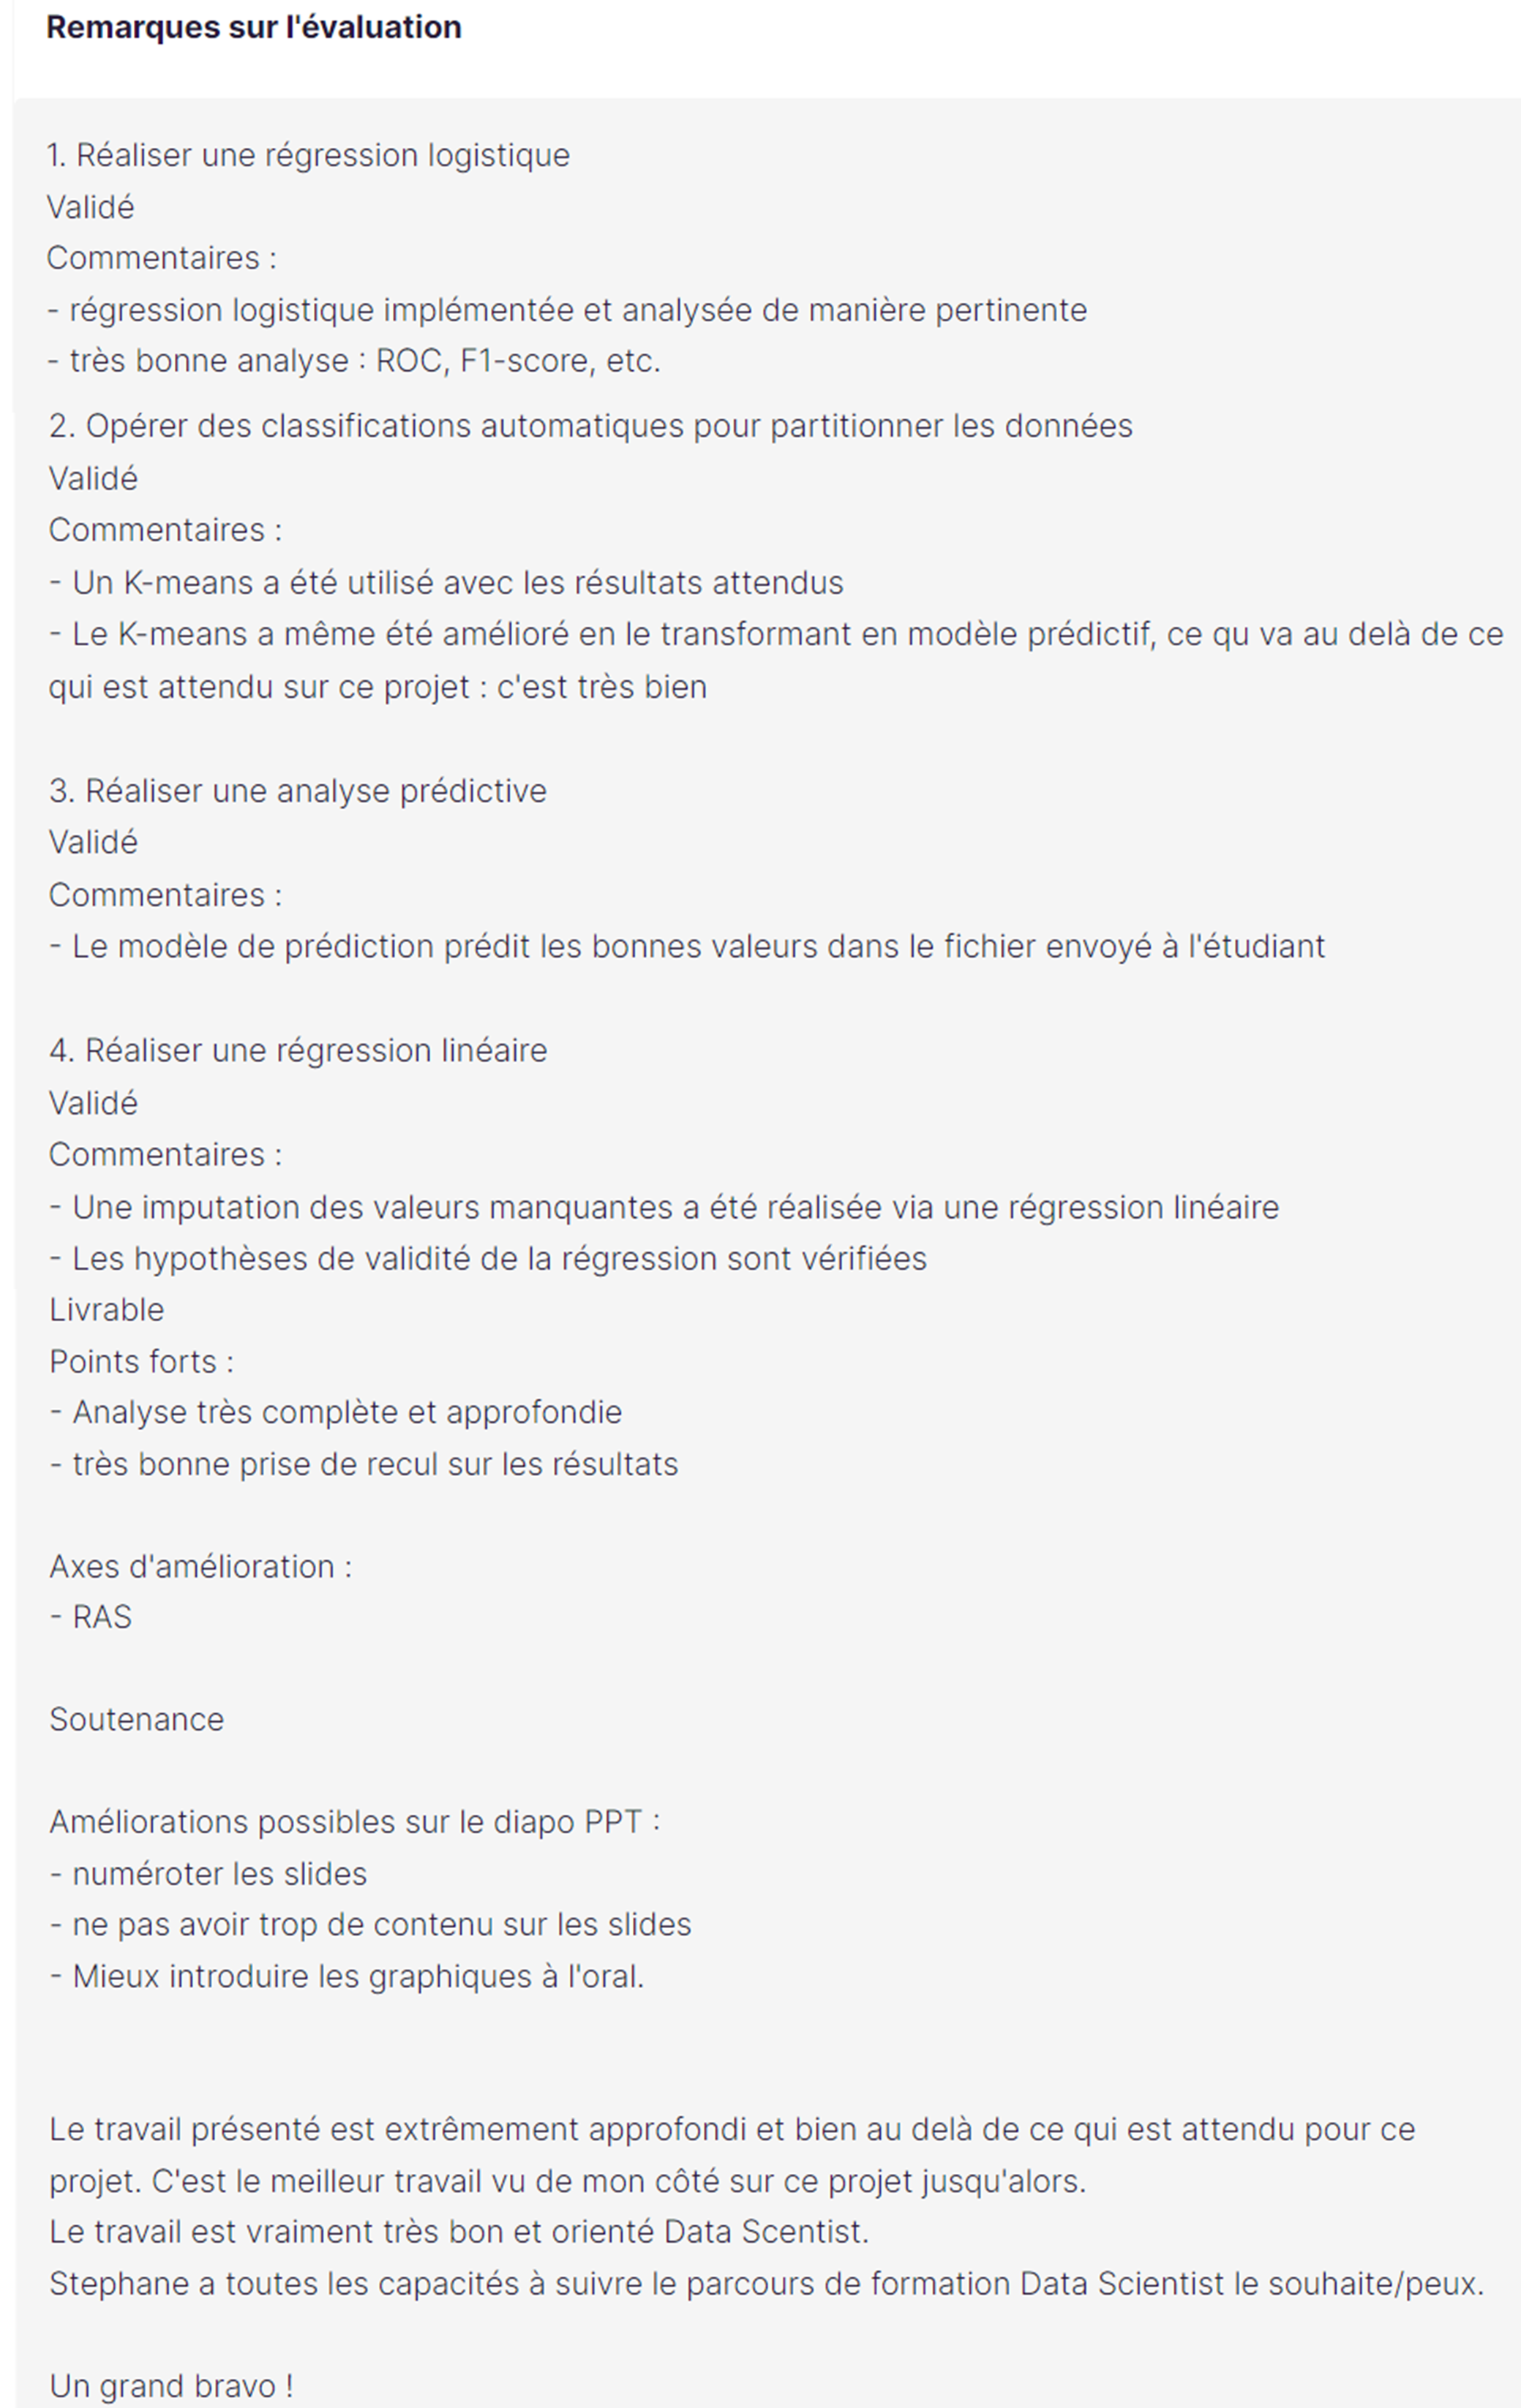 Remarques sur l'évaluation
1. Réaliser une régression logistique
Validé
Commentaires :
- régression logistique implémentée et analysée de manière pertinente
- très bonne analyse : ROC, F1-score, etc.
2. Opérer des classifications automatiques pour partitionner les données
Validé
Commentaires :
- Un K-means a été utilisé avec les résultats attendus
- Le K-means a même été amélioré en le transformant en modèle prédictif, ce qu va au delà de ce
qui est attendu sur ce projet : c'est très bien
3. Réaliser une analyse prédictive
Validé
Commentaires :
- Le modèle de prédiction prédit les bonnes valeurs dans le fichier envoyé à l'étudiant
4. Réaliser une régression linéaire
Validé
Commentaires :
- Une imputation des valeurs manquantes a été réalisée via une régression linéaire
- Les hypothèses de validité de la régression sont vérifiées
Livrable
Points forts :
- Analyse très complète et approfondie
- très bonne prise de recul sur les résultats
Axes d'amélioration :
- RAS
Soutenance
Améliorations possibles sur le diapo PPT :
- numéroter les slides
- ne pas avoir trop de contenu sur les slides
- Mieux introduire les graphiques à l'oral.
Le travail présenté est extrêmement approfondi et bien au delà de ce qui est attendu pour ce
projet. C'est le meilleur travail vu de mon côté sur ce projet jusqu'alors.
Le travail est vraiment très bon et orienté Data Scentist.
Stephane a toutes les capacités à suivre le parcours de formation Data Scientist le souhaite/peux.
Un grand bravo !